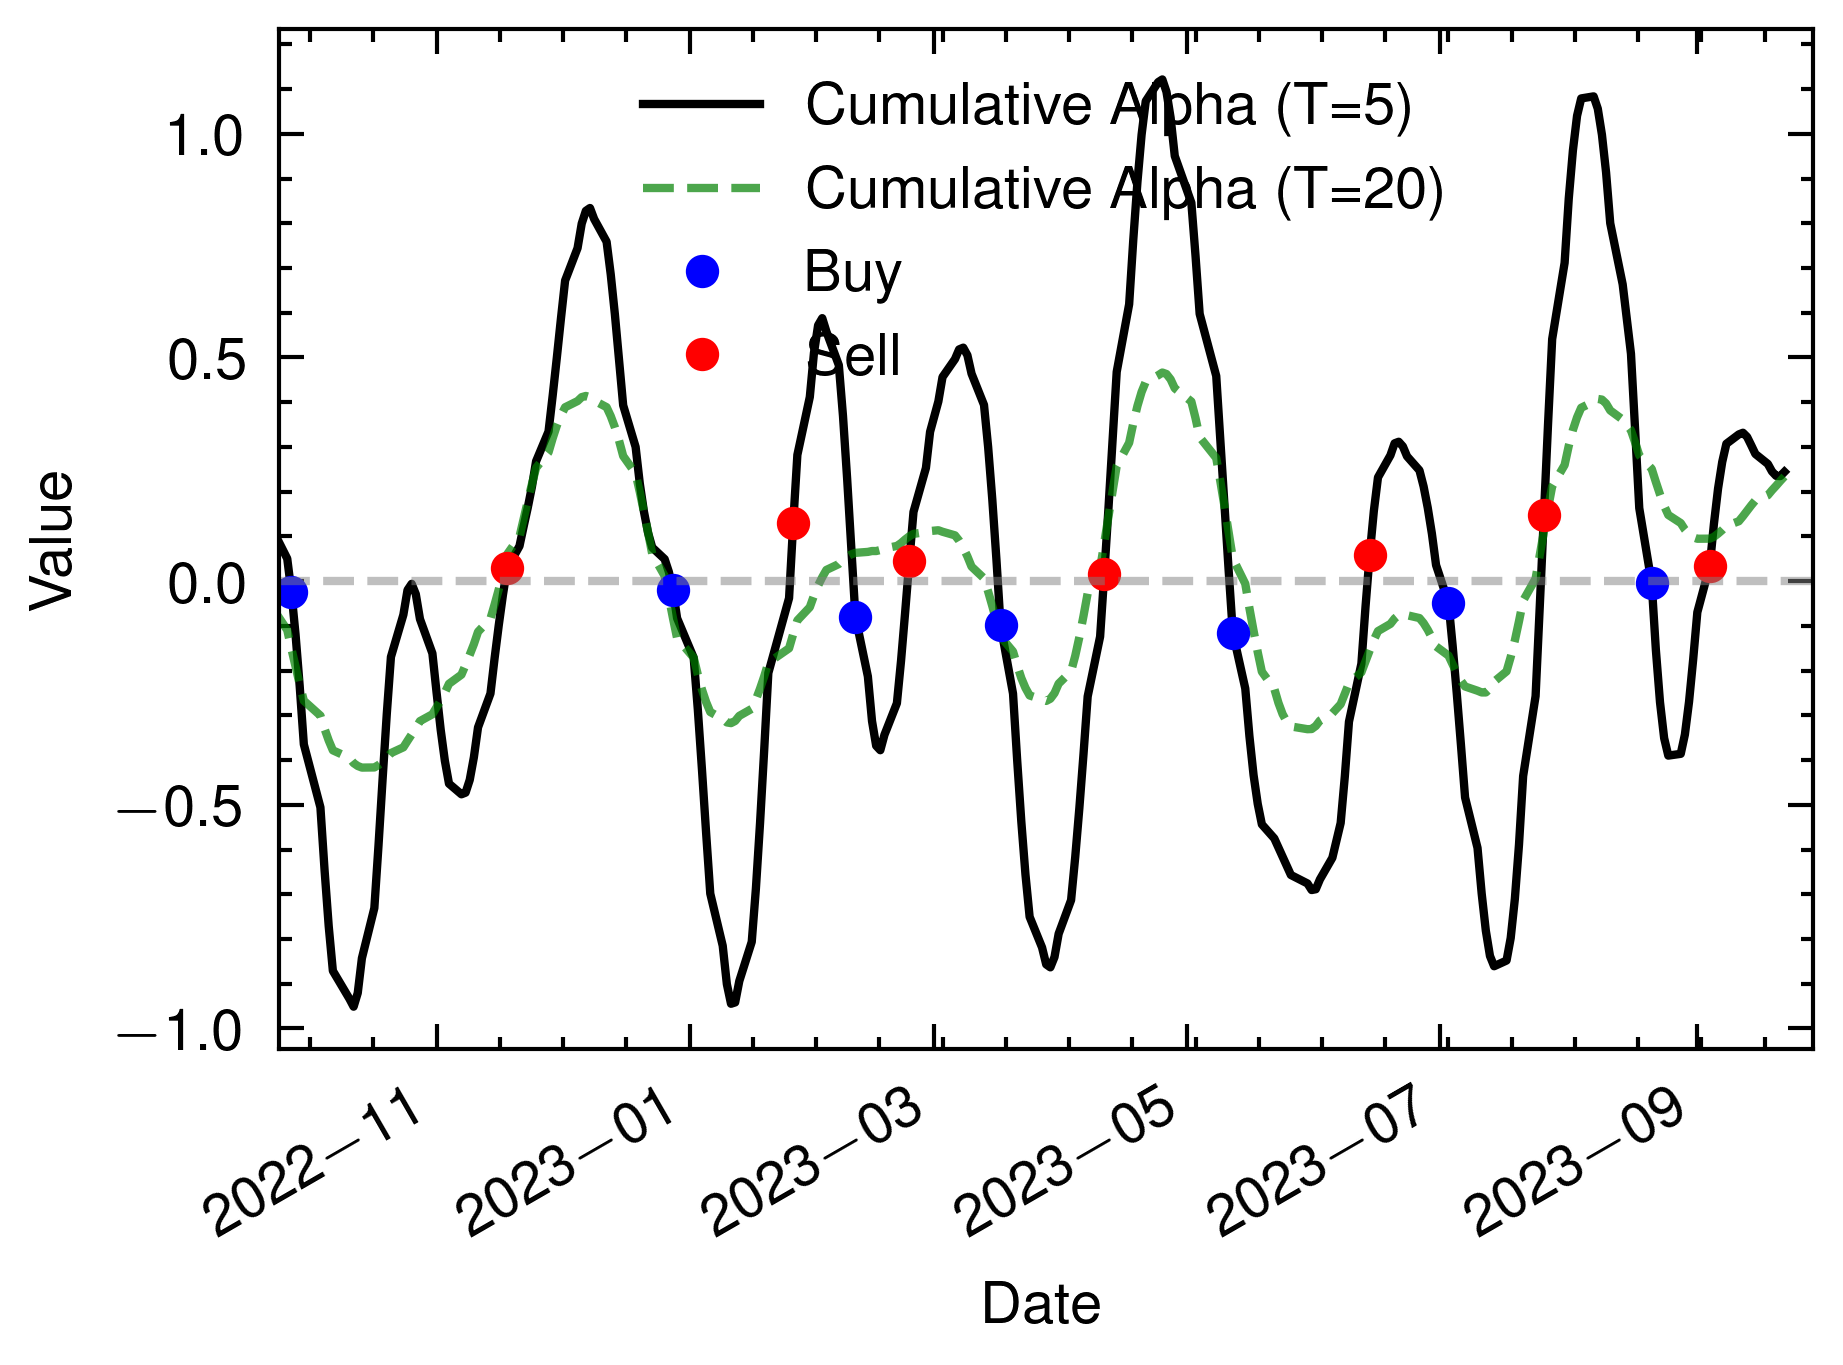 Cumulative Alpha (T=5)
Cumulative Alpha (T=20)
Buy
Sell
1.0
0.5
0.0
−0.5
−1.0
Value
2022−11
2023−01
2023−03
2023−05
2023−07
2023−09
Date